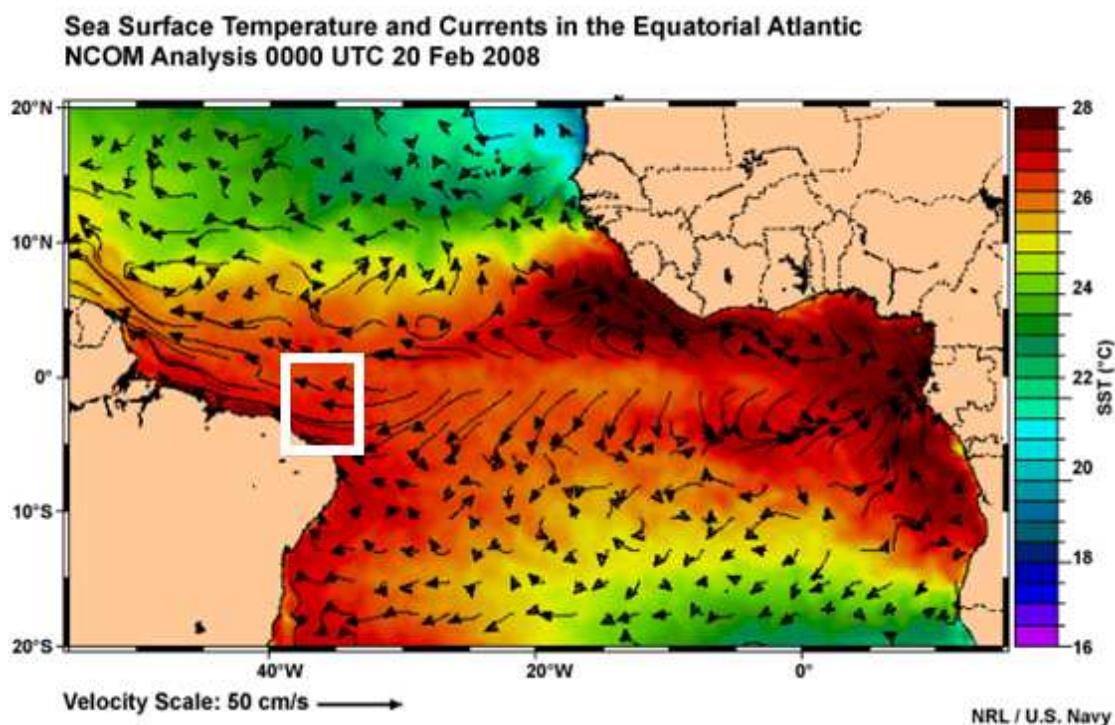 Sea Surface Temperature and Currents in the Equatorial Atlantic
NCOM Analysis 0000 UTC 20 Feb 2008
20°N
10°N
0°
10°S
20°S
40°W
20°W
0°
28
26
24
22
20
18
16
SST (°C)
Velocity Scale: 50 cm/s
NRL / U.S. Navy